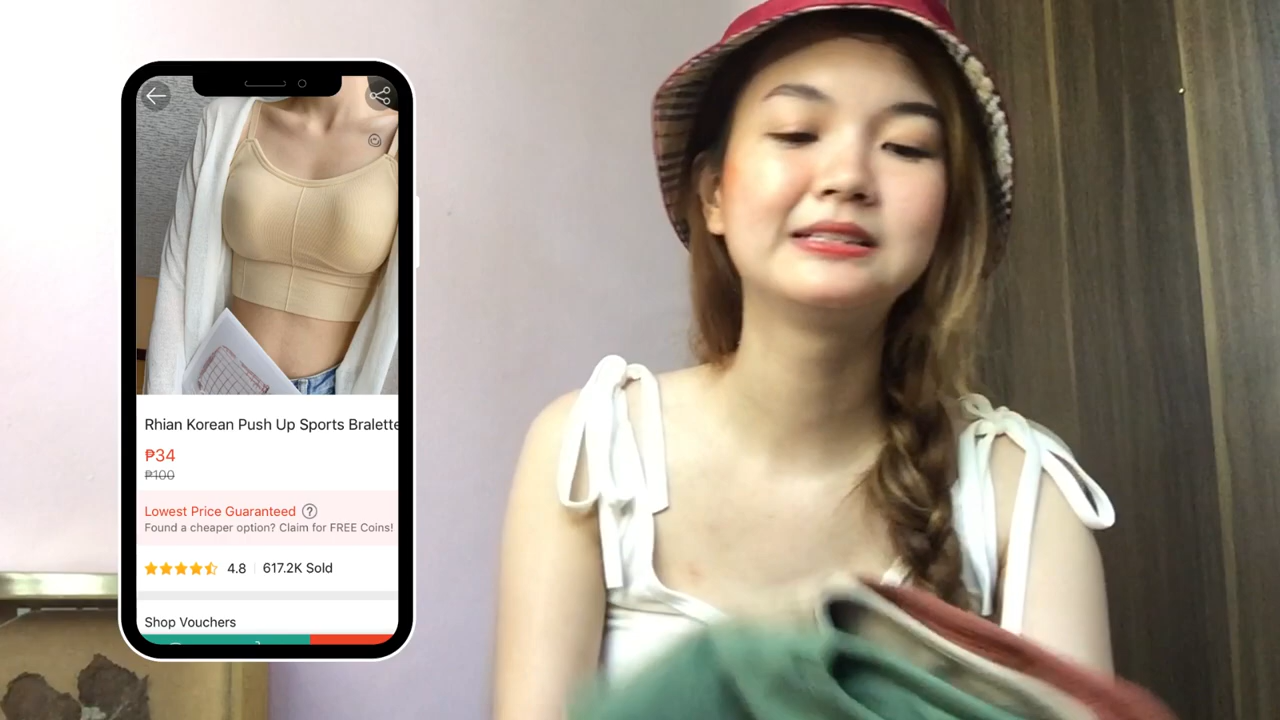 Rhian Korean Push Up Sports Bralette
₱34
₱100
Lowest Price Guaranteed ?
Found a cheaper option? Claim for FREE Coins!
4.8 617.2K Sold
Shop Vouchers